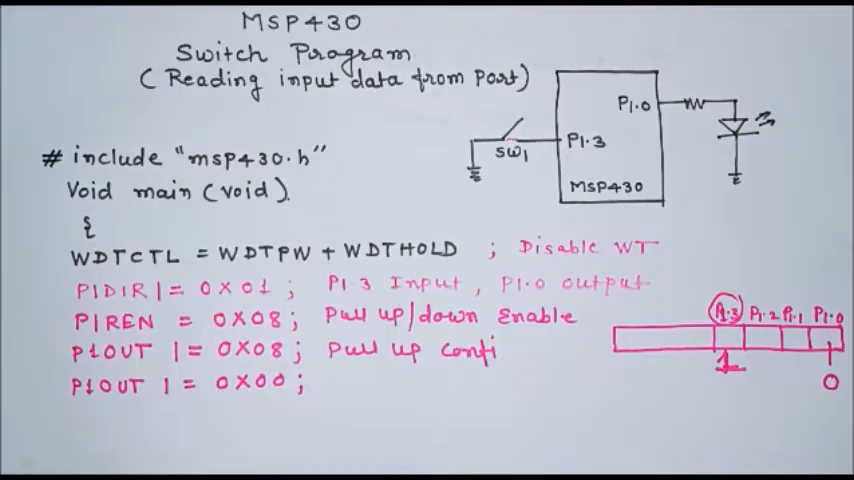 MSP430
Switch Program
(Reading input data from Port)
P1.0
P1.3
SW1
MSP430
# include "msp430.h"
Void main (void)
{
WDTCTL = WDTPW + WDTHOLD ; Disable WT
P1DIR |= 0X01 ; P1.3 Input , P1.0 output
P1REN = 0X08 ; Pull up/down Enable
P1OUT |= 0X08 ; Pull up Confi
P1OUT |= 0X00 ;
P1.3 P1.2 P1.1 P1.0
1
0